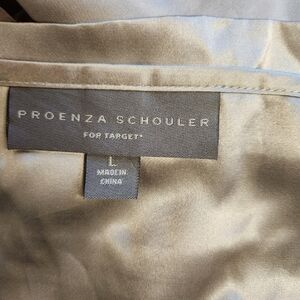 PROENZA SCHOULER
FOR TARGET*
L
MADE IN
CHINA